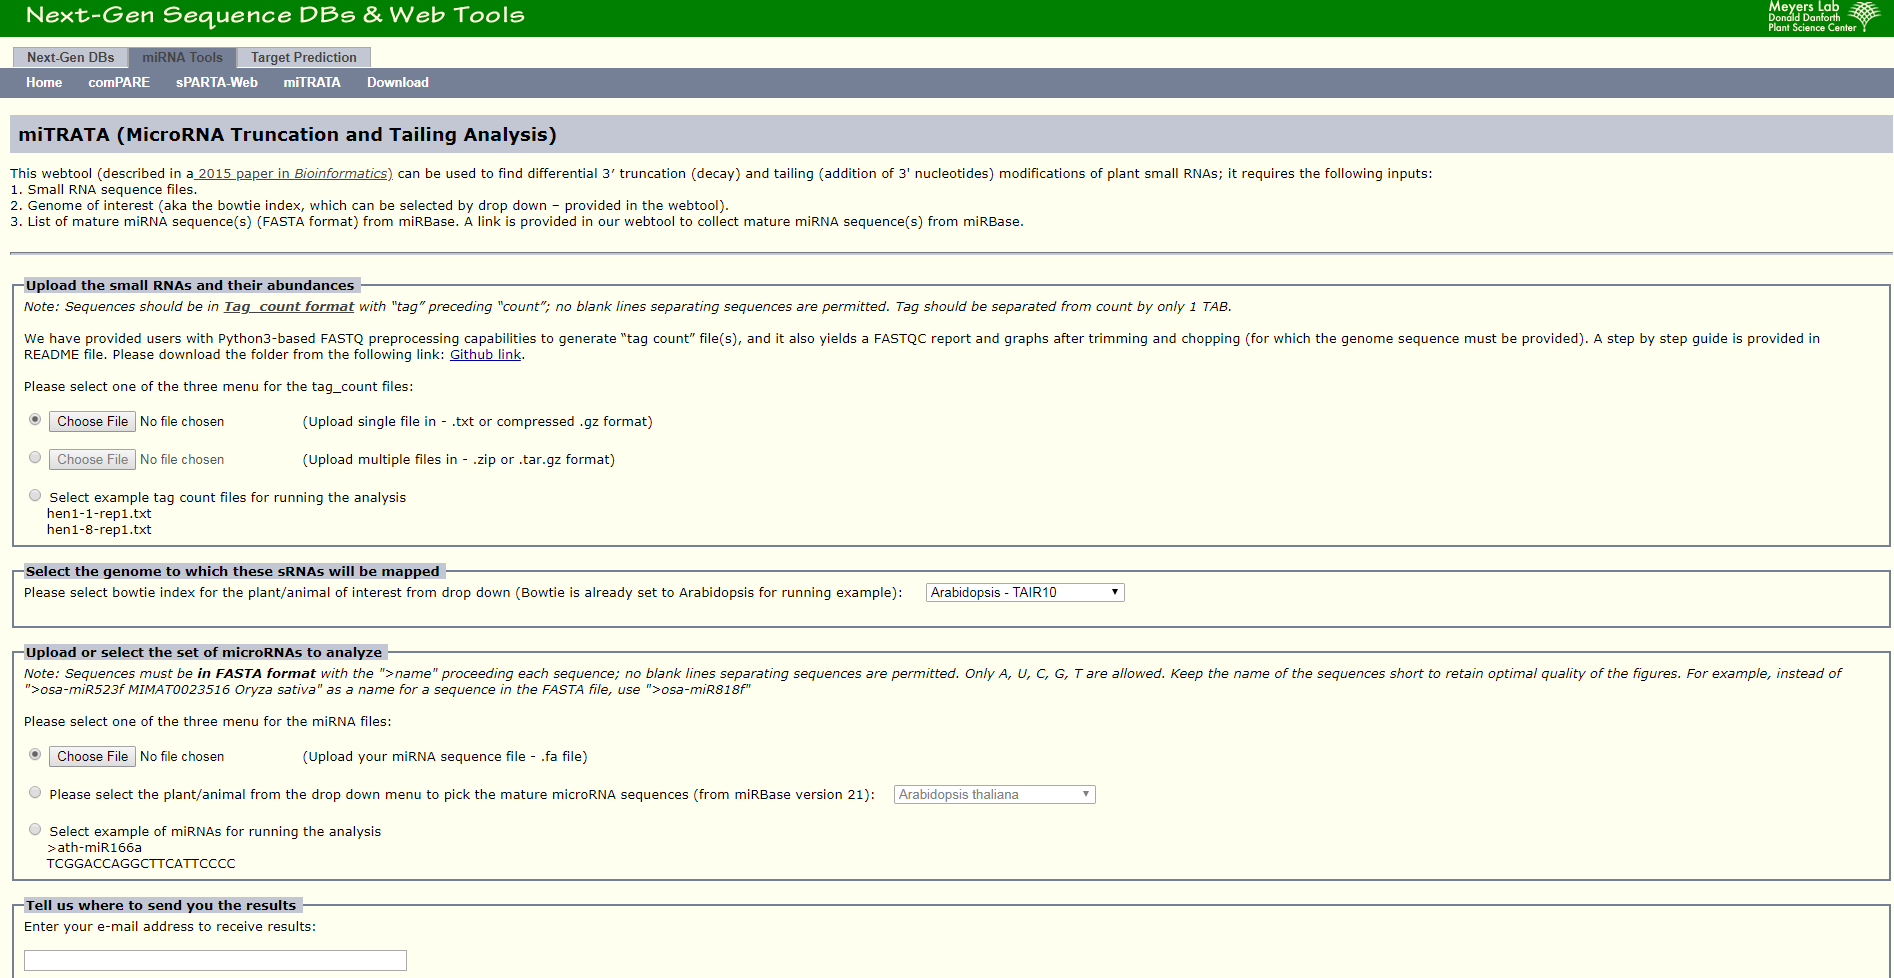 Next-Gen Sequence DBs & Web Tools
Meyers Lab
Donald Danforth
Plant Science Center
Next-Gen DBs miRNA Tools Target Prediction
Home comPARE sPARTA-Web miTRATA Download
miTRATA (MicroRNA Truncation and Tailing Analysis)
This webtool (described in a 2015 paper in Bioinformatics) can be used to find differential 3′ truncation (decay) and tailing (addition of 3' nucleotides) modifications of plant small RNAs; it requires the following inputs:
1. Small RNA sequence files.
2. Genome of interest (aka the bowtie index, which can be selected by drop down – provided in the webtool).
3. List of mature miRNA sequence(s) (FASTA format) from miRBase. A link is provided in our webtool to collect mature miRNA sequence(s) from miRBase.
Upload the small RNAs and their abundances
Note: Sequences should be in Tag_count format with “tag” preceding “count”; no blank lines separating sequences are permitted. Tag should be separated from count by only 1 TAB.
We have provided users with Python3-based FASTQ preprocessing capabilities to generate “tag count” file(s), and it also yields a FASTQC report and graphs after trimming and chopping (for which the genome sequence must be provided). A step by step guide is provided in
README file. Please download the folder from the following link: Github link.
Please select one of the three menu for the tag_count files:
Choose File No file chosen (Upload single file in - .txt or compressed .gz format)
Choose File No file chosen (Upload multiple files in - .zip or .tar.gz format)
Select example tag count files for running the analysis
hen1-1-rep1.txt
hen1-8-rep1.txt
Select the genome to which these sRNAs will be mapped
Please select bowtie index for the plant/animal of interest from drop down (Bowtie is already set to Arabidopsis for running example): Arabidopsis - TAIR10
Upload or select the set of microRNAs to analyze
Note: Sequences must be in FASTA format with the ">name" proceeding each sequence; no blank lines separating sequences are permitted. Only A, U, C, G, T are allowed. Keep the name of the sequences short to retain optimal quality of the figures. For example, instead of
">osa-miR523f MIMAT0023516 Oryza sativa" as a name for a sequence in the FASTA file, use ">osa-miR818f"
Please select one of the three menu for the miRNA files:
Choose File No file chosen (Upload your miRNA sequence file - .fa file)
Please select the plant/animal from the drop down menu to pick the mature microRNA sequences (from miRBase version 21): Arabidopsis thaliana
Select example of miRNAs for running the analysis
>ath-miR166a
TCGGACCAGGCTTCATTCCCC
Tell us where to send you the results
Enter your e-mail address to receive results: